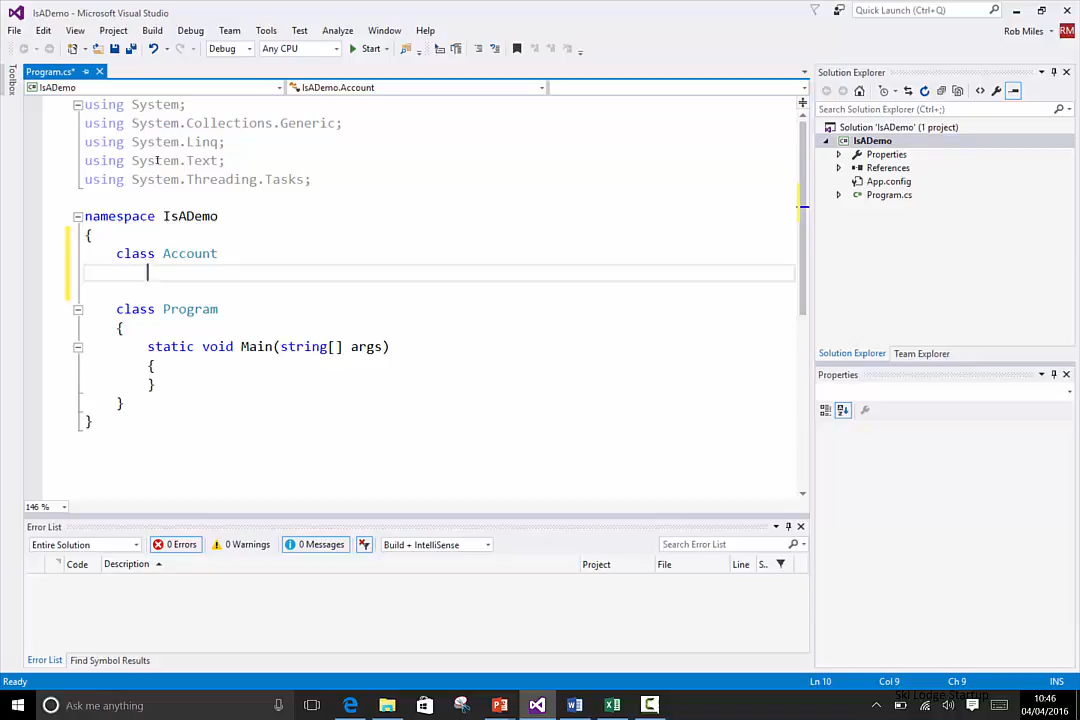 IsADemo - Microsoft Visual Studio
Quick Launch (Ctrl+Q)
File Edit View Project Build Debug Team Tools Test Analyze Window Help
Rob Miles RM
Debug Any CPU Start
Toolbox
Program.cs*
IsADemo IsADemo.Account
using System;
using System.Collections.Generic;
using System.Linq;
using System.Text;
using System.Threading.Tasks;
namespace IsADemo
{
class Account
class Program
{
static void Main(string[] args)
{
}
}
}
146 %
Solution Explorer
Search Solution Explorer (Ctrl+;)
Solution 'IsADemo' (1 project)
C# IsADemo
Properties
References
App.config
C# Program.cs
Solution Explorer Team Explorer
Properties
Error List
Entire Solution 0 Errors 0 Warnings 0 Messages Build + IntelliSense Search Error List
Code Description Project File Line S..
Error List Find Symbol Results
Ready Ln 10 Col 9 Ch 9 INS
Ski Lodge Startup
Ask me anything
10:46
04/04/2016